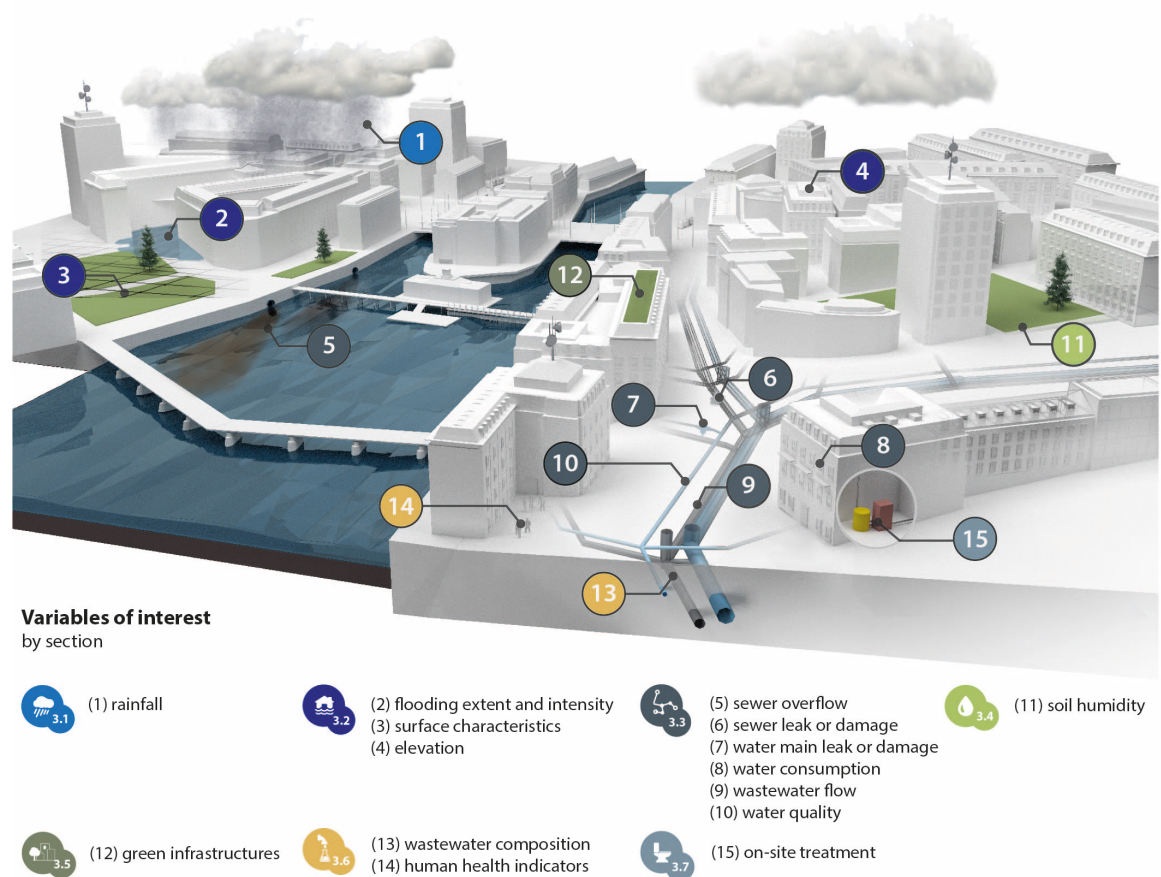 1
4
2
3
12
5
11
6
7
8
10
9
14
15
13
Variables of interest
by section
3.1
(1) rainfall
3.2
(2) flooding extent and intensity
(3) surface characteristics
(4) elevation
3.3
(5) sewer overflow
(6) sewer leak or damage
(7) water main leak or damage
(8) water consumption
(9) wastewater flow
(10) water quality
3.4
(11) soil humidity
3.5
(12) green infrastructures
3.6
(13) wastewater composition
(14) human health indicators
3.7
(15) on-site treatment